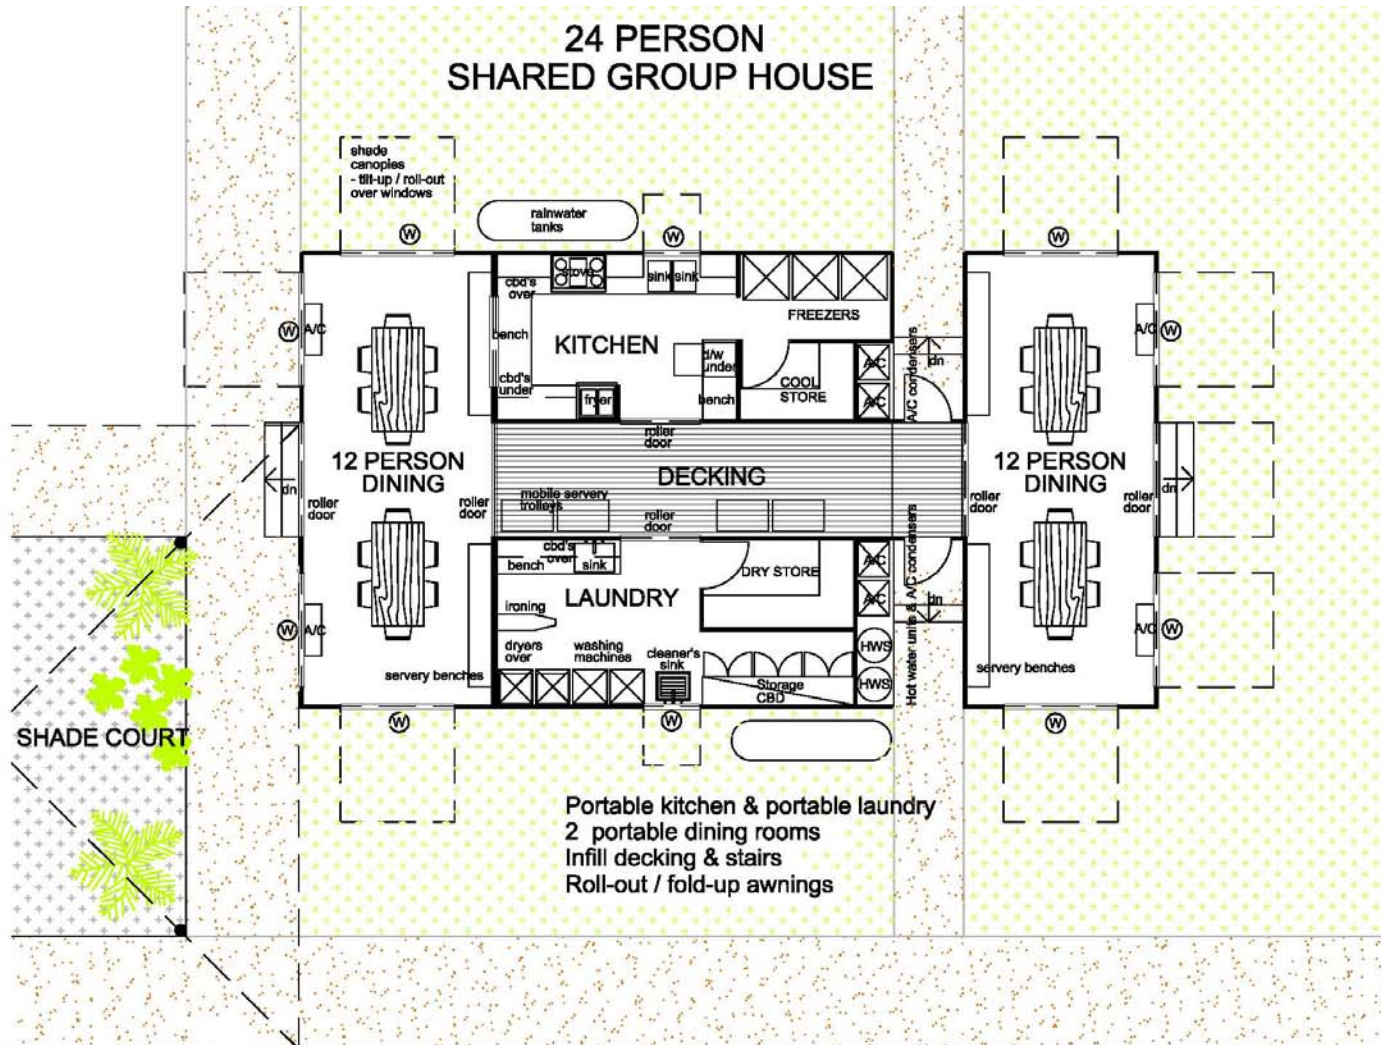 24 PERSON
SHARED GROUP HOUSE
shade
canopies
- tilt-up / roll-out
over windows
rainwater
tanks
W
W
W
cbd's
over
stove
sink sink
FREEZERS
W
A/C
bench
KITCHEN
d/w
under
COOL
STORE
A/C
A/C
A/C condensers
dn
A/C
W
cbd's
under
fryer
bench
roller
door
12 PERSON
DINING
DECKING
12 PERSON
DINING
dn
roller
door
roller
door
mobile servery
trolleys
roller
door
roller
door
roller
door
dn
cbd's
over
bench
sink
DRY STORE
A/C
A/C
Hot water units & A/C condensers
dn
LAUNDRY
ironing
W
A/C
A/C
W
dryers
over
washing
machines
cleaner's
sink
HWS
HWS
servery benches
servery benches
Storage
CBD
W
W
W
SHADE COURT
Portable kitchen & portable laundry
2 portable dining rooms
Infill decking & stairs
Roll-out / fold-up awnings